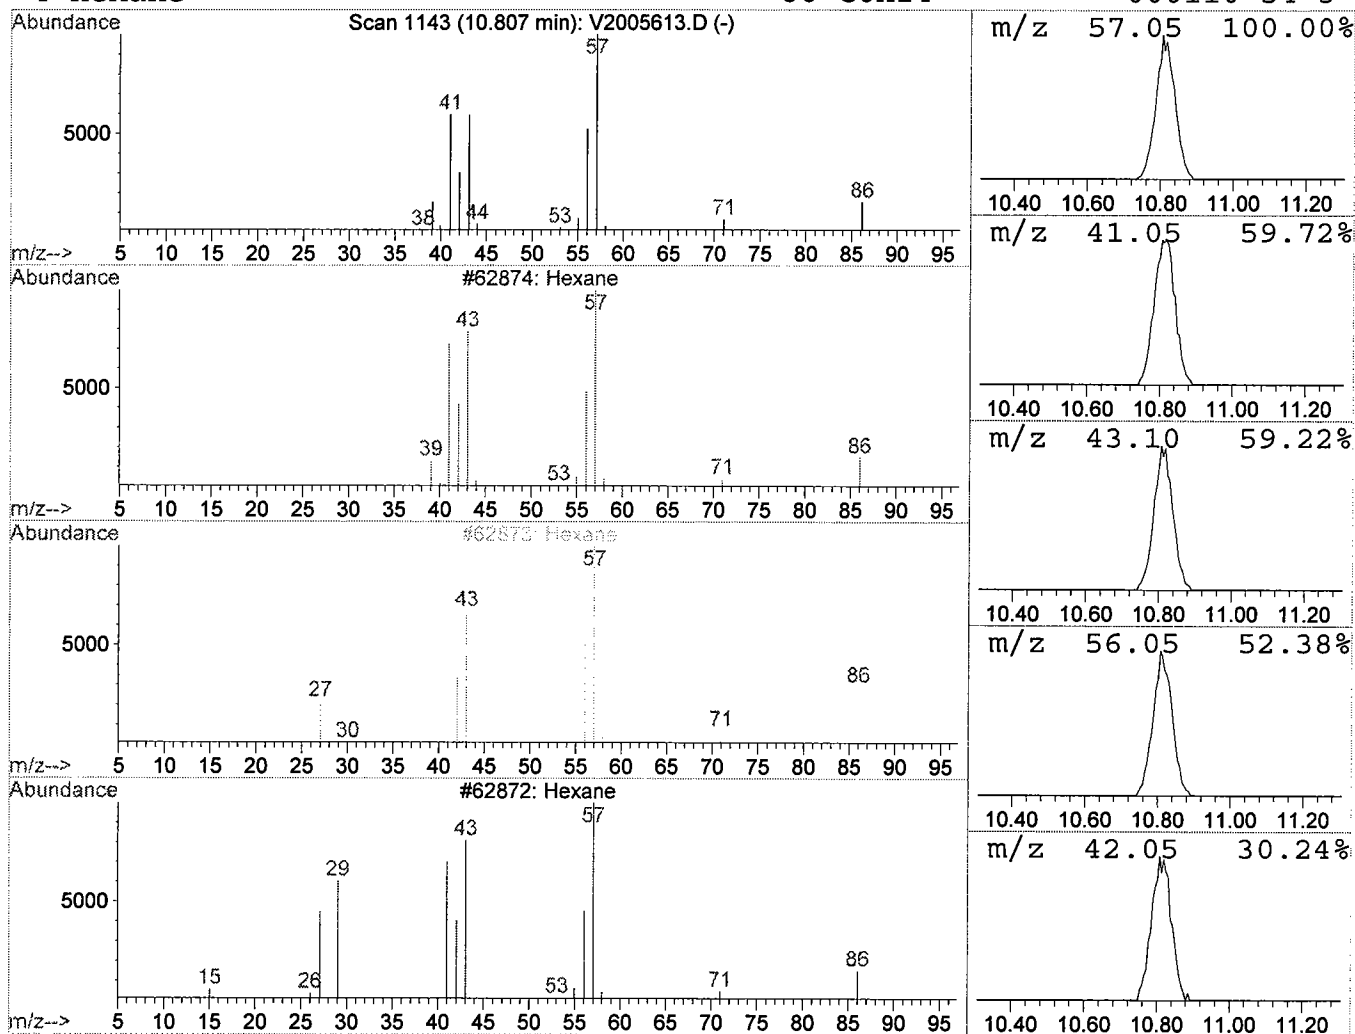 Abundance Scan 1143 (10.807 min): V2005613.D (-)
57
41
5000
86
38 44 53 71
5 10 15 20 25 30 35 40 45 50 55 60 65 70 75 80 85 90 95
m/z-->
Abundance #62874: Hexane
57
43
5000
39 53 71 86
5 10 15 20 25 30 35 40 45 50 55 60 65 70 75 80 85 90 95
m/z-->
Abundance #62873: Hexane
57
43
5000
27 86
30 71
5 10 15 20 25 30 35 40 45 50 55 60 65 70 75 80 85 90 95
m/z-->
Abundance #62872: Hexane
57
43
29
5000
15 26 53 71 86
5 10 15 20 25 30 35 40 45 50 55 60 65 70 75 80 85 90 95
m/z-->
m/z 57.05 100.00%
10.40 10.60 10.80 11.00 11.20
m/z 41.05 59.72%
10.40 10.60 10.80 11.00 11.20
m/z 43.10 59.22%
10.40 10.60 10.80 11.00 11.20
m/z 56.05 52.38%
10.40 10.60 10.80 11.00 11.20
m/z 42.05 30.24%
10.40 10.60 10.80 11.00 11.20